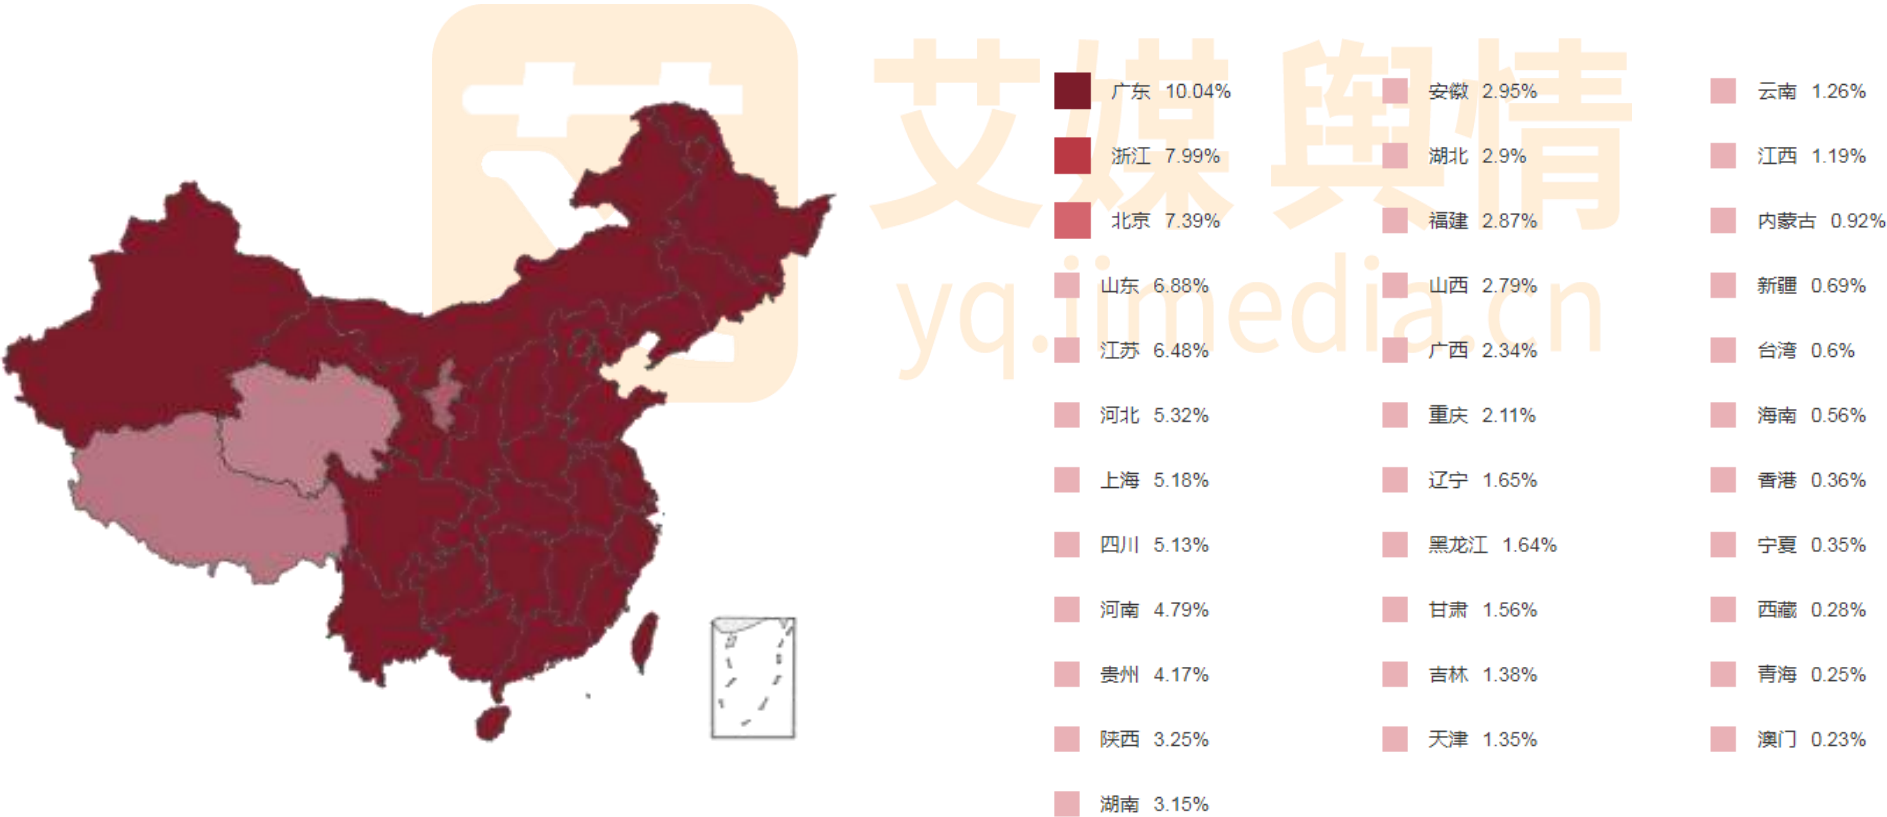 艾媒舆情
yq.iimedia.cn
广东 10.04%
浙江 7.99%
北京 7.39%
山东 6.88%
江苏 6.48%
河北 5.32%
上海 5.18%
四川 5.13%
河南 4.79%
贵州 4.17%
陕西 3.25%
湖南 3.15%
安徽 2.95%
湖北 2.9%
福建 2.87%
山西 2.79%
广西 2.34%
重庆 2.11%
辽宁 1.65%
黑龙江 1.64%
甘肃 1.56%
吉林 1.38%
天津 1.35%
云南 1.26%
江西 1.19%
内蒙古 0.92%
新疆 0.69%
台湾 0.6%
海南 0.56%
香港 0.36%
宁夏 0.35%
西藏 0.28%
青海 0.25%
澳门 0.23%